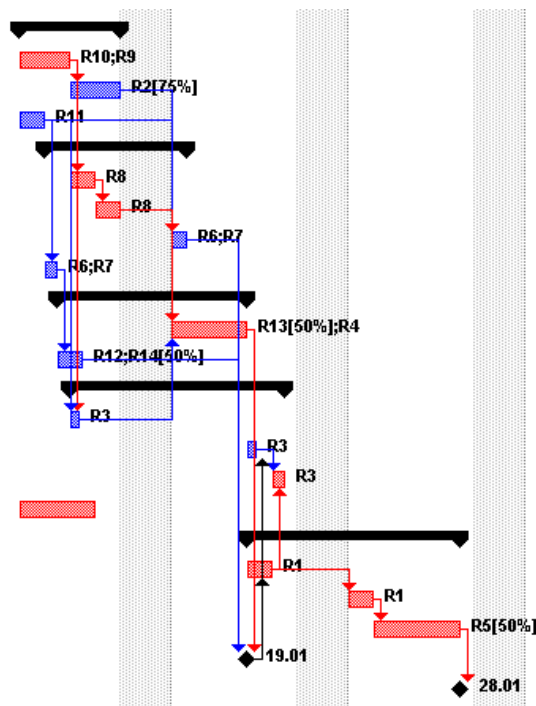 R10;R9
R2[75%]
R11
R8
R8
R6;R7
R6;R7
R13[50%];R4
R12;R14[50%]
R3
R3
R3
R1
R1
R5[50%]
19.01
28.01